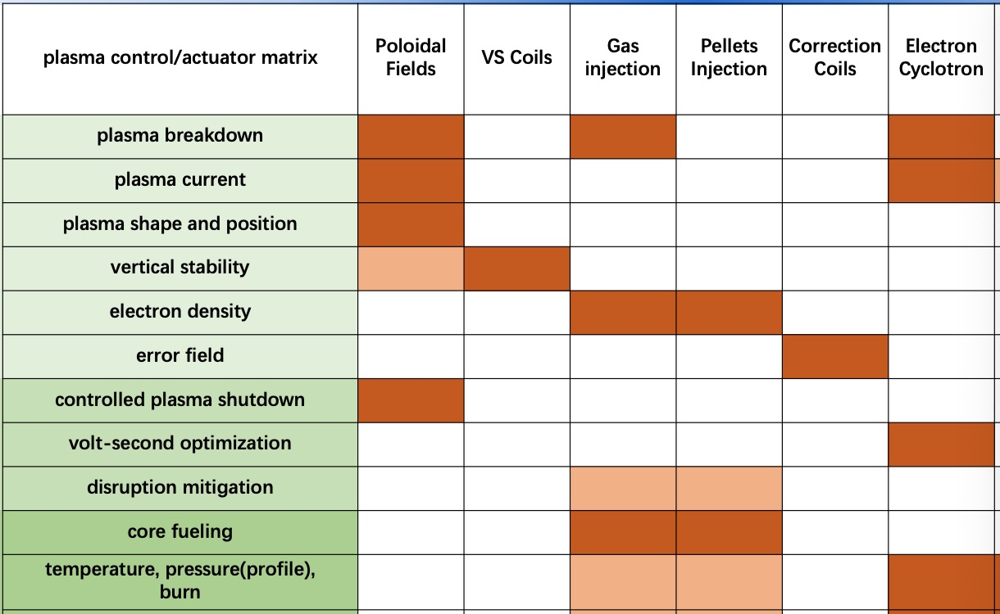 plasma control/actuator matrix
Poloidal
Fields
VS Coils
Gas
injection
Pellets
Injection
Correction
Coils
Electron
Cyclotron
plasma breakdown
plasma current
plasma shape and position
vertical stability
electron density
error field
controlled plasma shutdown
volt-second optimization
disruption mitigation
core fueling
temperature, pressure(profile),
burn